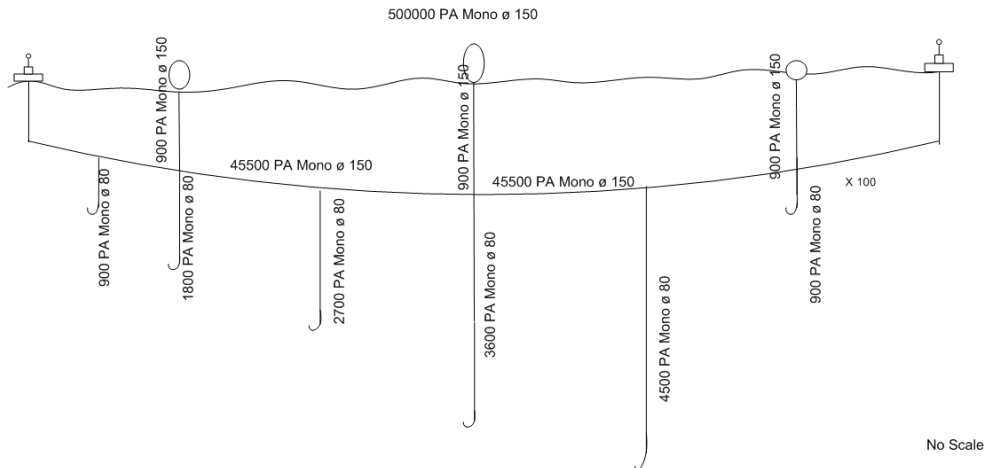 500000 PA Mono ø 150
900 PA Mono ø 150
900 PA Mono ø 150
900 PA Mono ø 150
45500 PA Mono ø 150
45500 PA Mono ø 150
X 100
900 PA Mono ø 80
1800 PA Mono ø 80
2700 PA Mono ø 80
3600 PA Mono ø 80
4500 PA Mono ø 80
900 PA Mono ø 80
No Scale